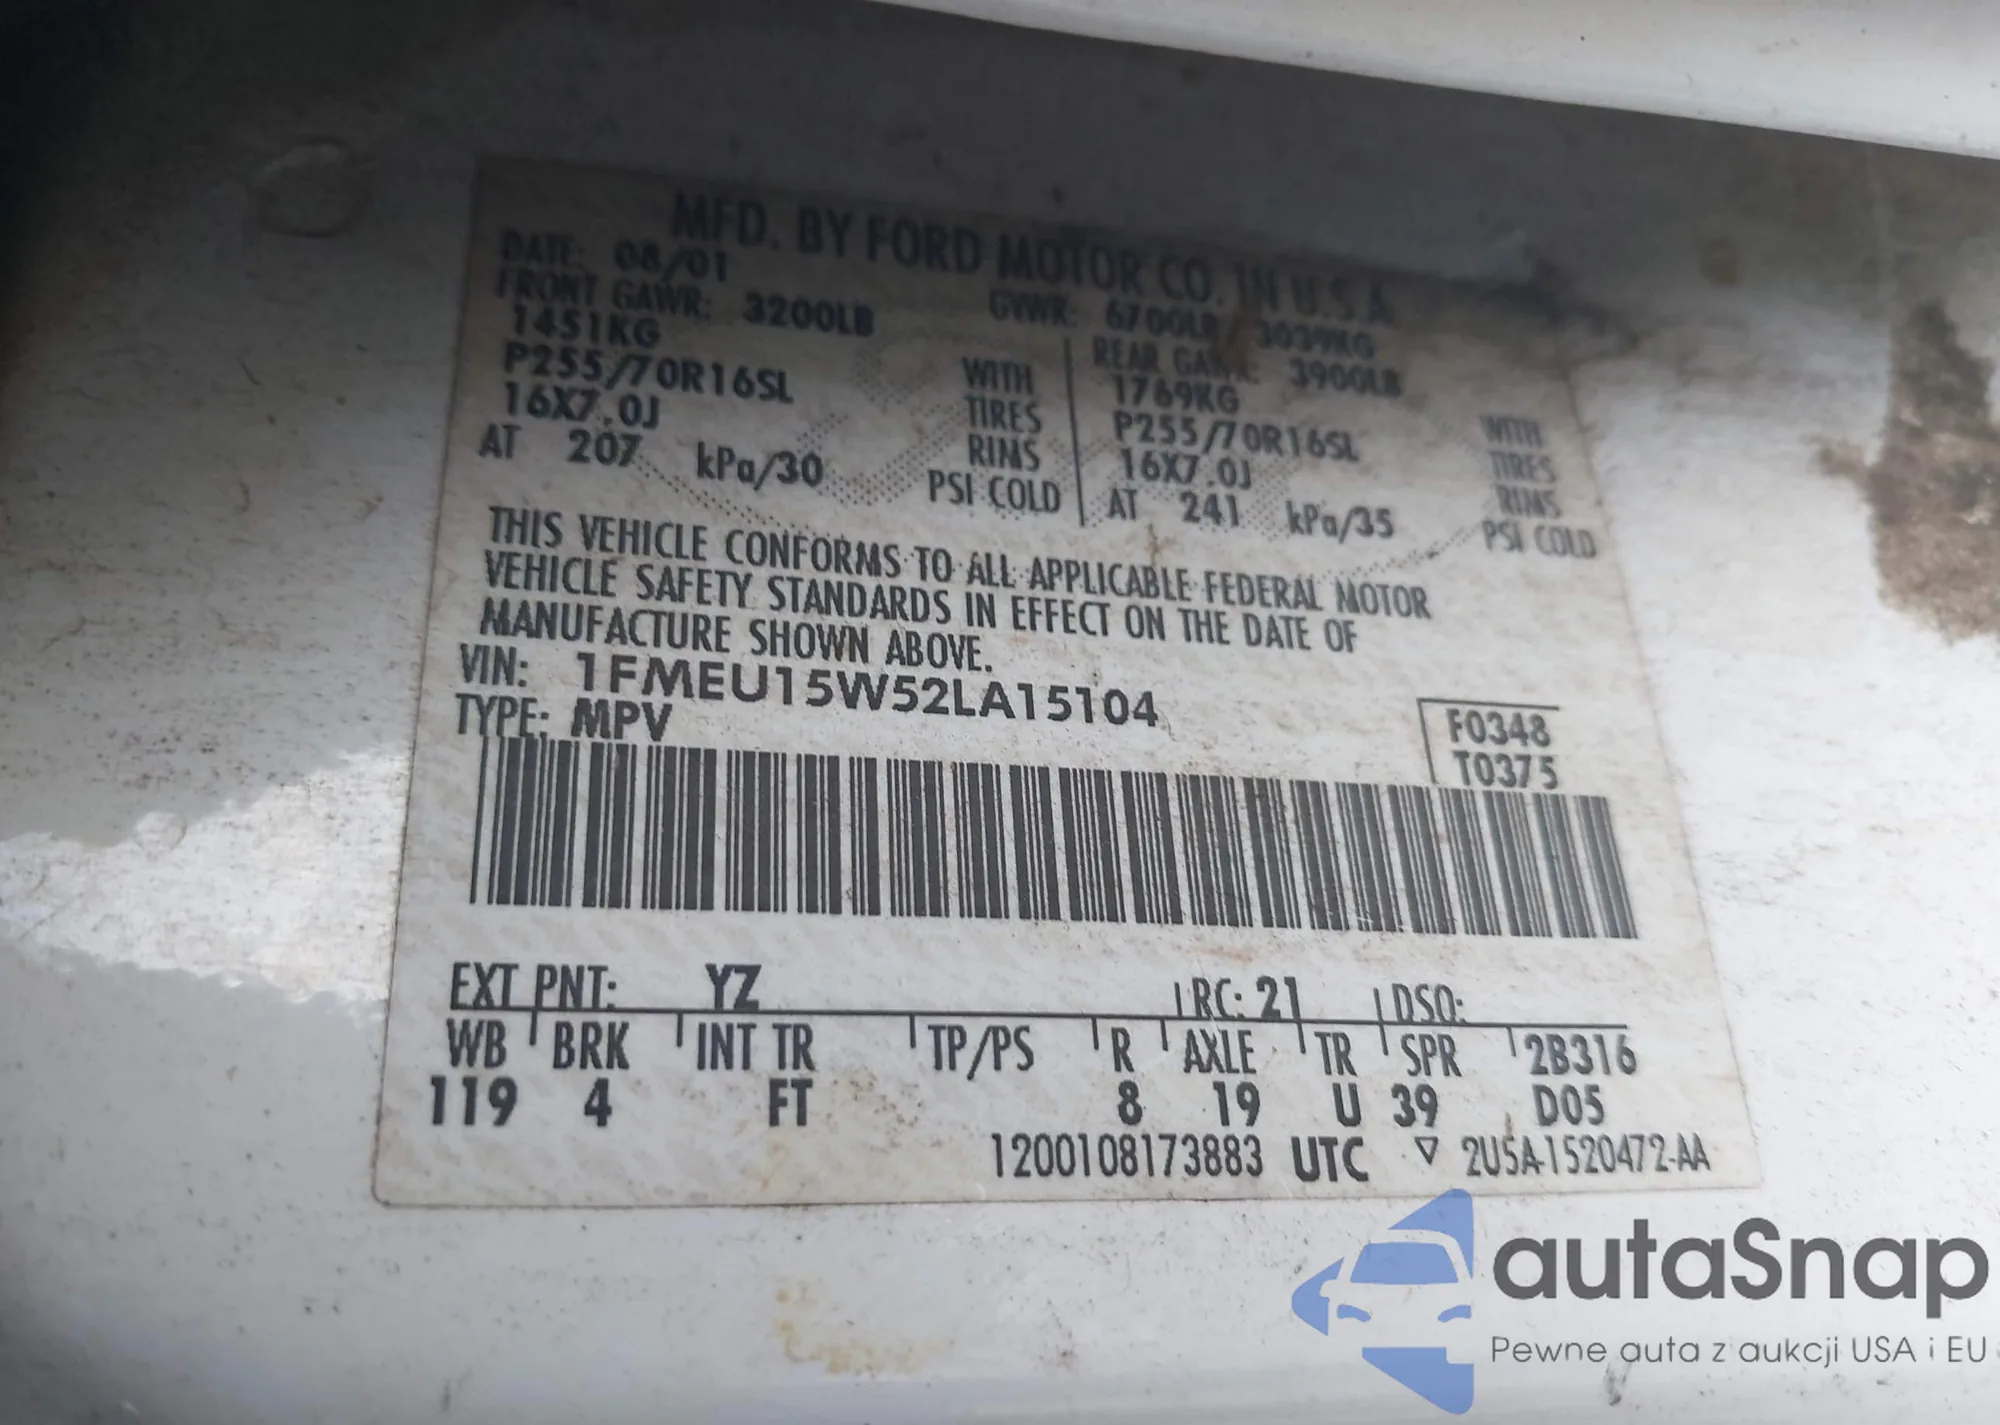 MFD. BY FORD MOTOR CO. IN U.S.A.
DATE: 08/01 GVWR: 6700LB / 3039KG
FRONT GAWR: 3200LB REAR GAWR: 3900LB
1451KG 1769KG
P255/70R16SL WITH TIRES P255/70R16SL WITH TIRES
16X7.0J RIMS 16X7.0J RIMS
AT 207 kPa/30 PSI COLD AT 241 kPa/35 PSI COLD
THIS VEHICLE CONFORMS TO ALL APPLICABLE FEDERAL MOTOR
VEHICLE SAFETY STANDARDS IN EFFECT ON THE DATE OF
MANUFACTURE SHOWN ABOVE.
VIN: 1FMEU15W52LA15104
TYPE: MPV
F0348
T0375
EXT PNT: YZ RC: 21 DSO:
WB BRK INT TR TP/PS R AXLE TR SPR 2B316
119 4 FT 8 19 U 39 D05
1200108173883 UTC ▽ 2U5A-1520472-AA
autaSnap
Pewne auta z aukcji USA i EU